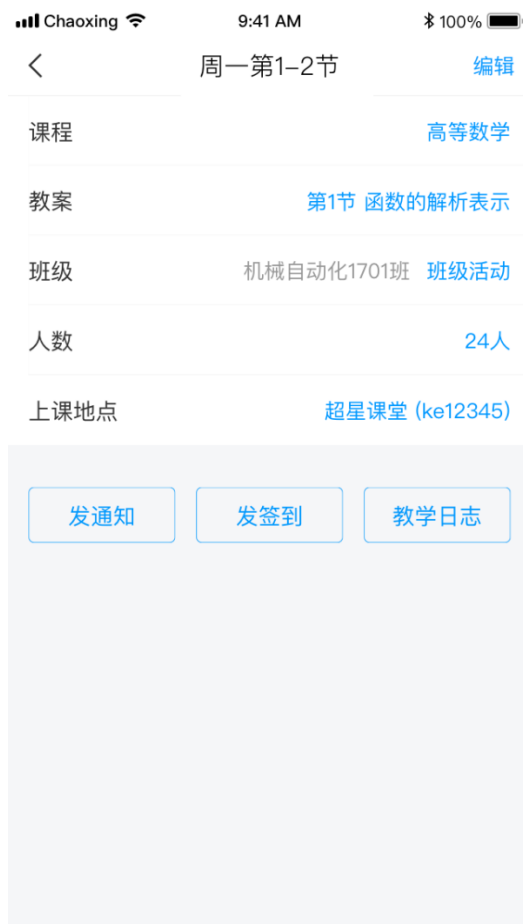 Chaoxing 9:41 AM 100%
周一第1-2节 编辑
课程 高等数学
教案 第1节 函数的解析表示
班级 机械自动化1701班 班级活动
人数 24人
上课地点 超星课堂 (ke12345)
发通知 发签到 教学日志